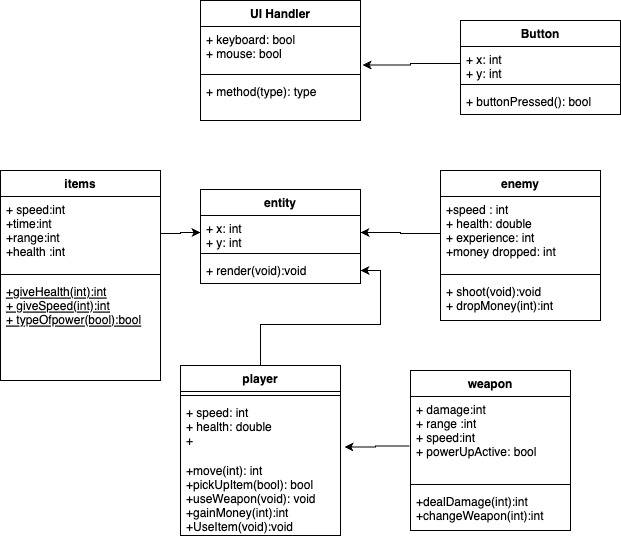 UI Handler
+ keyboard: bool
+ mouse: bool
+ method(type): type
Button
+ x: int
+ y: int
+ buttonPressed(): bool
items
+ speed:int
+time:int
+range:int
+health :int
+giveHealth(int):int
+ giveSpeed(int):int
+ typeOfpower(bool):bool
entity
+ x: int
+ y: int
+ render(void):void
enemy
+speed : int
+ health: double
+ experience: int
+money dropped: int
+ shoot(void):void
+ dropMoney(int):int
player
+ speed: int
+ health: double
+
+move(int): int
+pickUpItem(bool): bool
+useWeapon(void): void
+gainMoney(int):int
+UseItem(void):void
weapon
+ damage:int
+ range :int
+ speed:int
+ powerUpActive: bool
+dealDamage(int):int
+changeWeapon(int):int